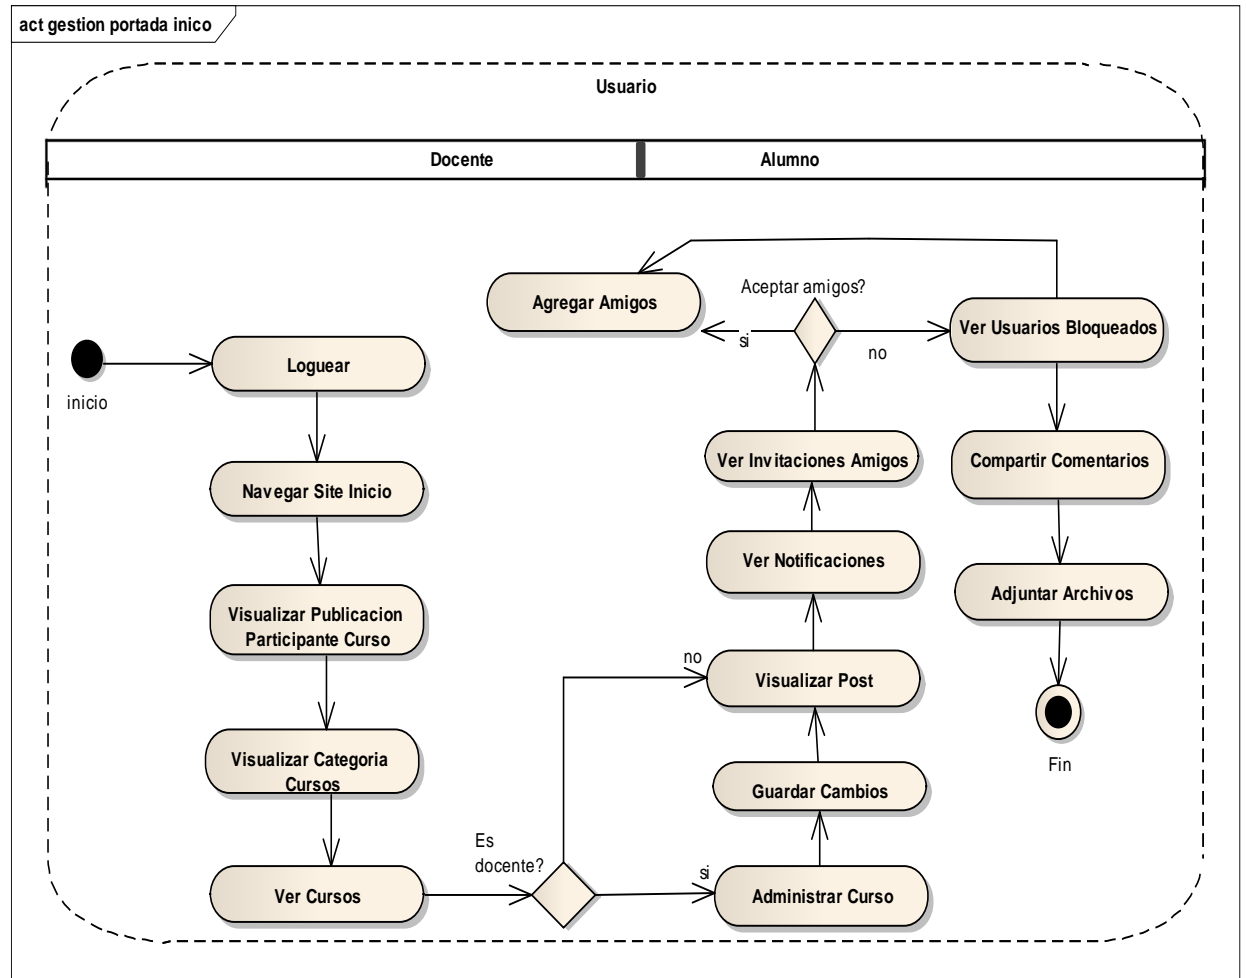 act gestion portada inico
Usuario
Docente
Alumno
Aceptar amigos?
Agregar Amigos
si
no
Ver Usuarios Bloqueados
inicio
Loguear
Ver Invitaciones Amigos
Compartir Comentarios
Navegar Site Inicio
Ver Notificaciones
Adjuntar Archivos
Visualizar Publicacion
Participante Curso
no
Visualizar Post
Fin
Visualizar Categoria
Cursos
Guardar Cambios
Es
docente?
si
Ver Cursos
Administrar Curso